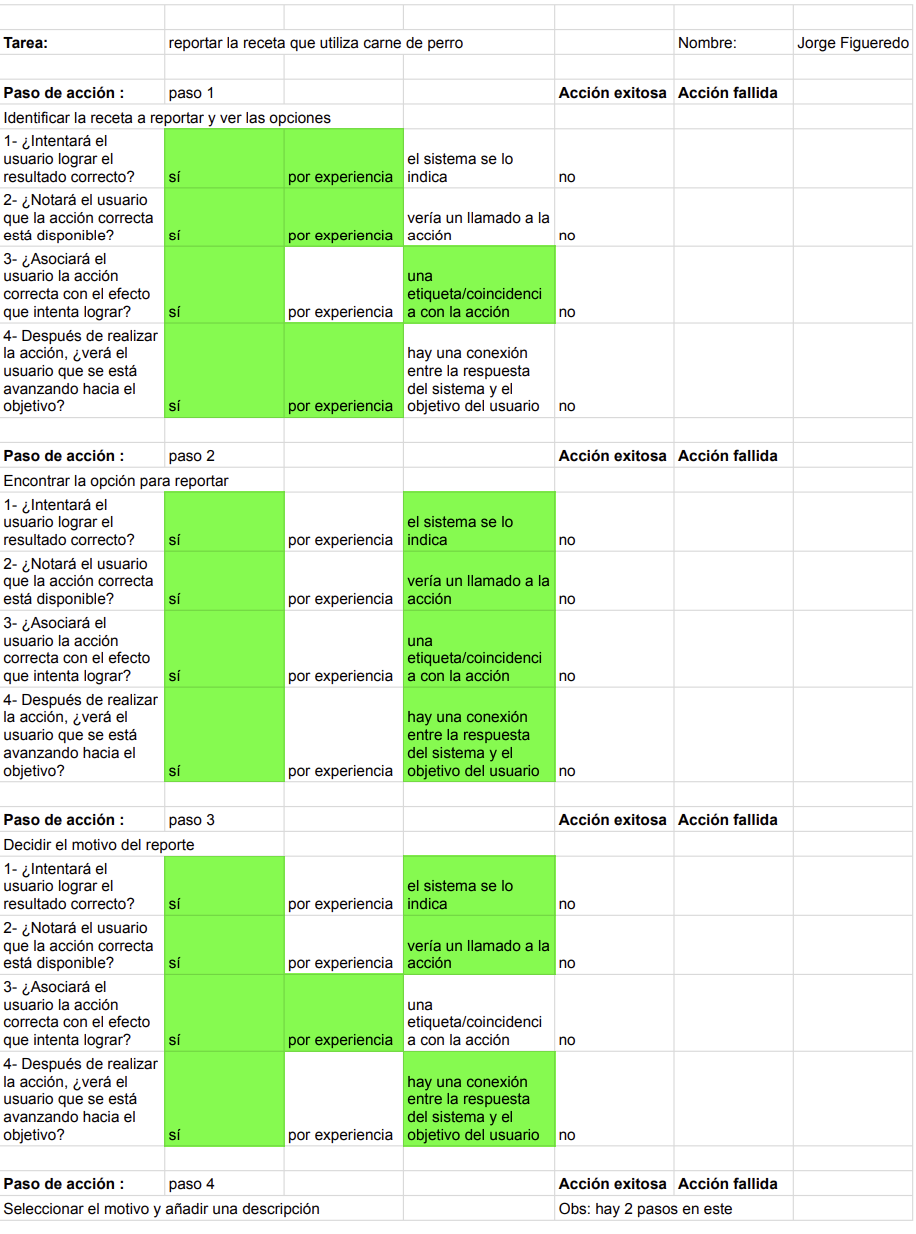 Tarea: reportar la receta que utiliza carne de perro Nombre: Jorge Figueredo
Paso de acción : paso 1 Acción exitosa Acción fallida
Identificar la receta a reportar y ver las opciones
1- ¿Intentará el
usuario lograr el el sistema se lo
resultado correcto? sí por experiencia indica no
2- ¿Notará el usuario
que la acción correcta vería un llamado a la
está disponible? sí por experiencia acción no
3- ¿Asociará el
usuario la acción una
correcta con el efecto etiqueta/coincidenci
que intenta lograr? sí por experiencia a con la acción no
4- Después de realizar
la acción, ¿verá el hay una conexión
usuario que se está entre la respuesta
avanzando hacia el del sistema y el
objetivo? sí por experiencia objetivo del usuario no
Paso de acción : paso 2 Acción exitosa Acción fallida
Encontrar la opción para reportar
1- ¿Intentará el
usuario lograr el el sistema se lo
resultado correcto? sí por experiencia indica no
2- ¿Notará el usuario
que la acción correcta vería un llamado a la
está disponible? sí por experiencia acción no
3- ¿Asociará el
usuario la acción una
correcta con el efecto etiqueta/coincidenci
que intenta lograr? sí por experiencia a con la acción no
4- Después de realizar
la acción, ¿verá el hay una conexión
usuario que se está entre la respuesta
avanzando hacia el del sistema y el
objetivo? sí por experiencia objetivo del usuario no
Paso de acción : paso 3 Acción exitosa Acción fallida
Decidir el motivo del reporte
1- ¿Intentará el
usuario lograr el el sistema se lo
resultado correcto? sí por experiencia indica no
2- ¿Notará el usuario
que la acción correcta vería un llamado a la
está disponible? sí por experiencia acción no
3- ¿Asociará el
usuario la acción una
correcta con el efecto etiqueta/coincidenci
que intenta lograr? sí por experiencia a con la acción no
4- Después de realizar
la acción, ¿verá el hay una conexión
usuario que se está entre la respuesta
avanzando hacia el del sistema y el
objetivo? sí por experiencia objetivo del usuario no
Paso de acción : paso 4 Acción exitosa Acción fallida
Seleccionar el motivo y añadir una descripción Obs: hay 2 pasos en este